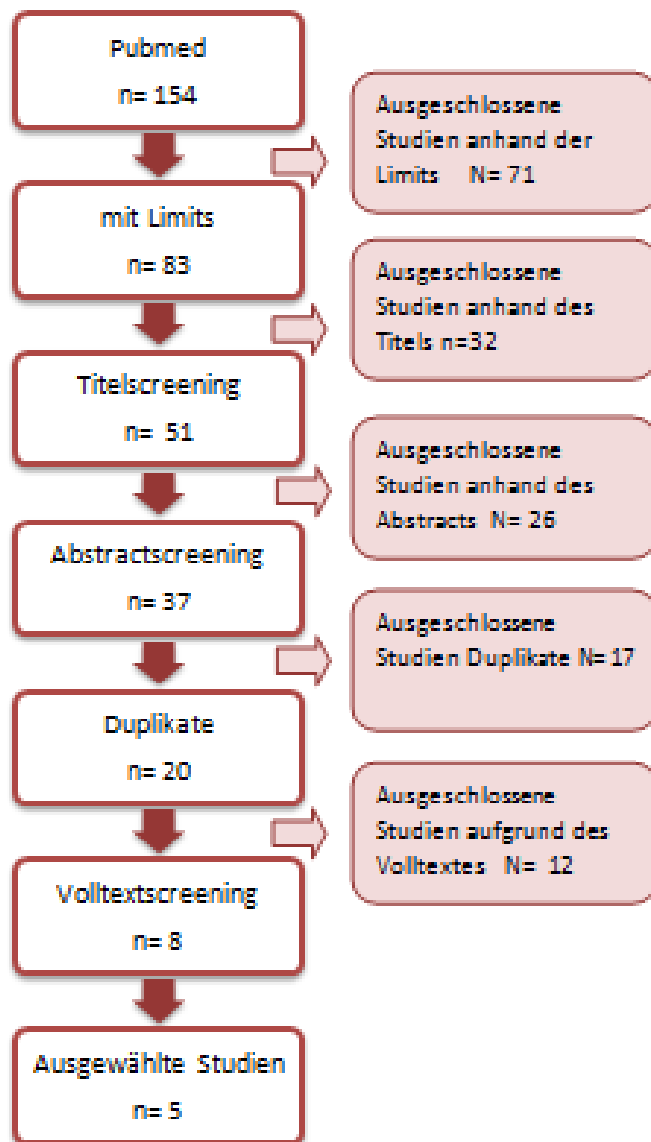 Pubmed
n= 154
Ausgeschlossene
Studien anhand der
Limits N= 71
mit Limits
n= 83
Ausgeschlossene
Studien anhand des
Titels n=32
Titelscreening
n= 51
Ausgeschlossene
Studien anhand des
Abstracts N= 26
Abstractscreening
n= 37
Ausgeschlossene
Studien Duplikate N= 17
Duplikate
n= 20
Ausgeschlossene
Studien aufgrund des
Volltextes N= 12
Volltextscreening
n= 8
Ausgewählte Studien
n= 5